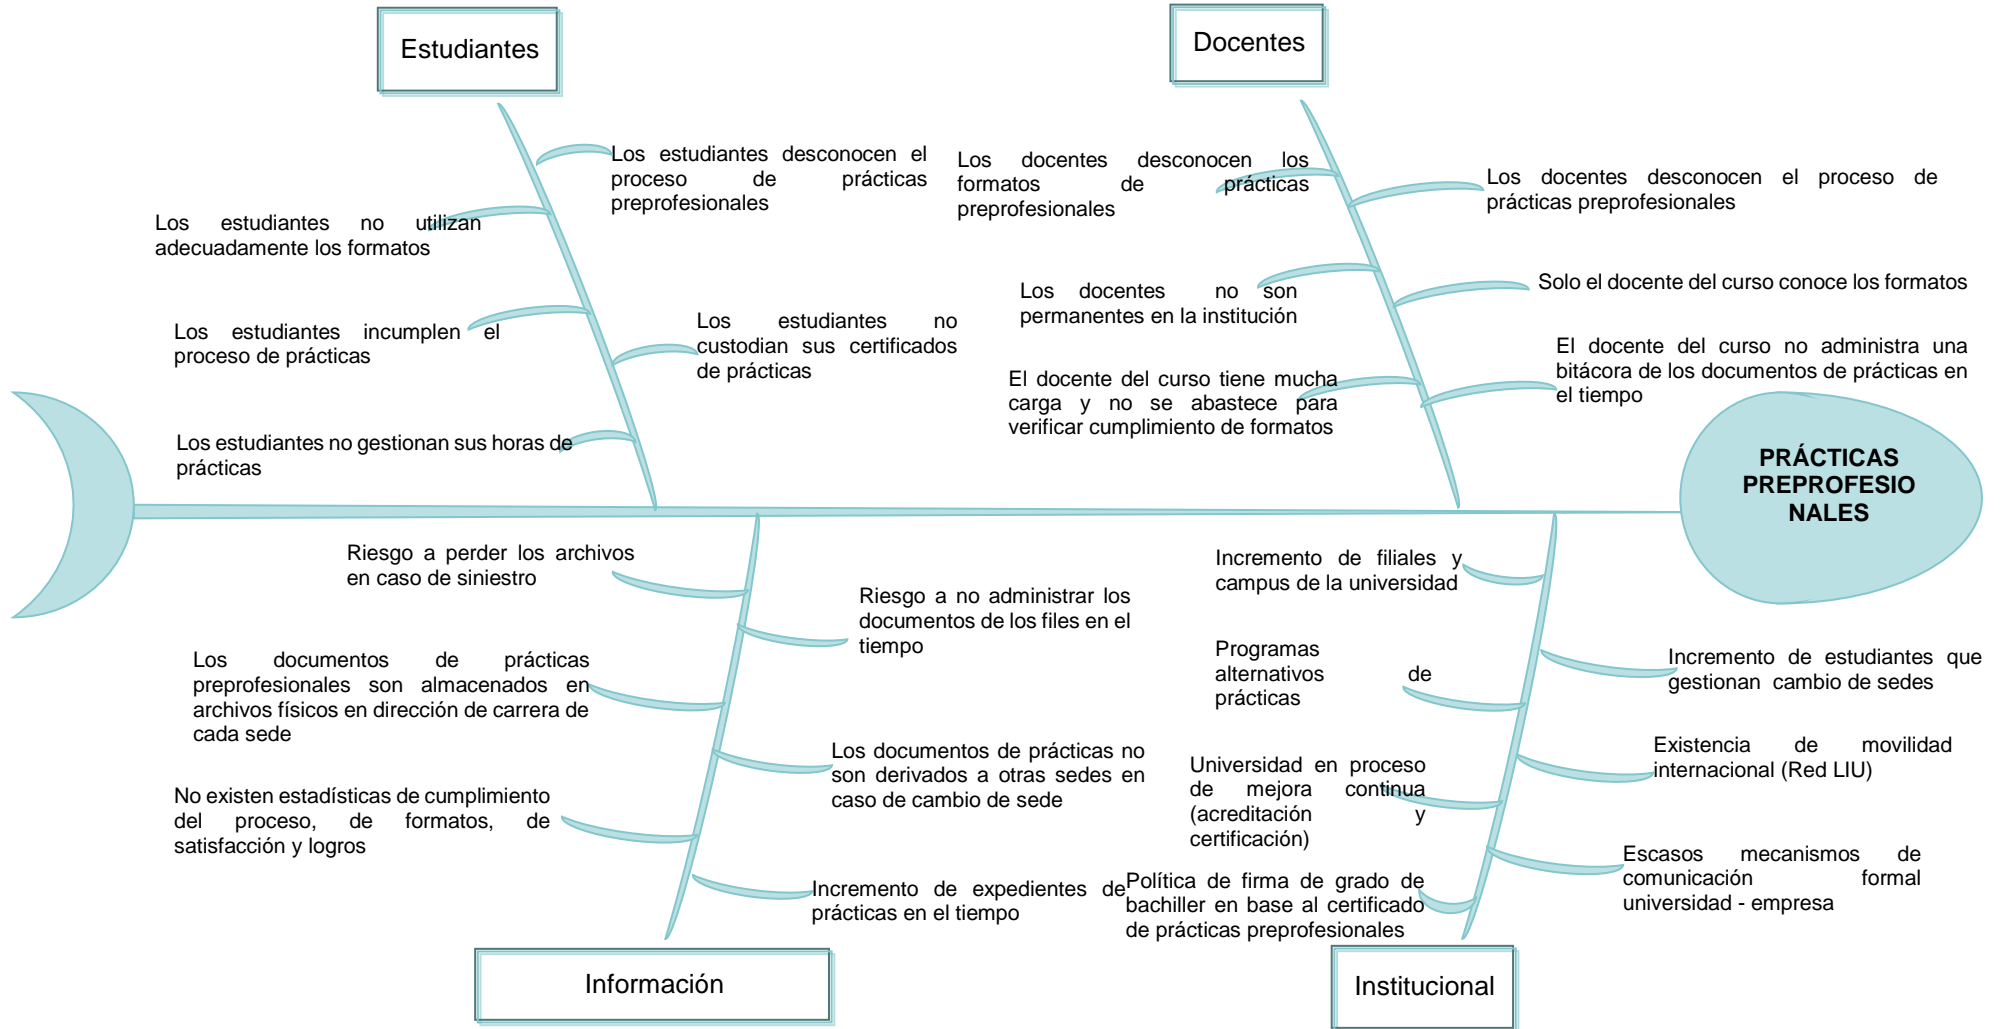 Estudiantes
Docentes
Los estudiantes desconocen el
proceso de prácticas
preprofesionales
Los estudiantes no utilizan
adecuadamente los formatos
Los estudiantes incumplen el
proceso de prácticas
Los estudiantes no
custodian sus certificados
de prácticas
Los estudiantes no gestionan sus horas de
prácticas
Los docentes desconocen los
formatos de prácticas
preprofesionales
Los docentes desconocen el proceso de
prácticas preprofesionales
Los docentes no son
permanentes en la institución
Solo el docente del curso conoce los formatos
El docente del curso tiene mucha
carga y no se abastece para
verificar cumplimiento de formatos
El docente del curso no administra una
bitácora de los documentos de prácticas en
el tiempo
PRÁCTICAS
PREPROFESIO
NALES
Riesgo a perder los archivos
en caso de siniestro
Riesgo a no administrar los
documentos de los files en el
tiempo
Los documentos de prácticas
preprofesionales son almacenados en
archivos físicos en dirección de carrera de
cada sede
Los documentos de prácticas no
son derivados a otras sedes en
caso de cambio de sede
No existen estadísticas de cumplimiento
del proceso, de formatos, de
satisfacción y logros
Incremento de expedientes de
prácticas en el tiempo
Incremento de filiales y
campus de la universidad
Incremento de estudiantes que
gestionan cambio de sedes
Programas
alternativos de
prácticas
Existencia de movilidad
internacional (Red LIU)
Universidad en proceso
de mejora continua
(acreditación y
certificación)
Escasos mecanismos de
comunicación formal
universidad - empresa
Política de firma de grado de
bachiller en base al certificado
de prácticas preprofesionales
Información
Institucional